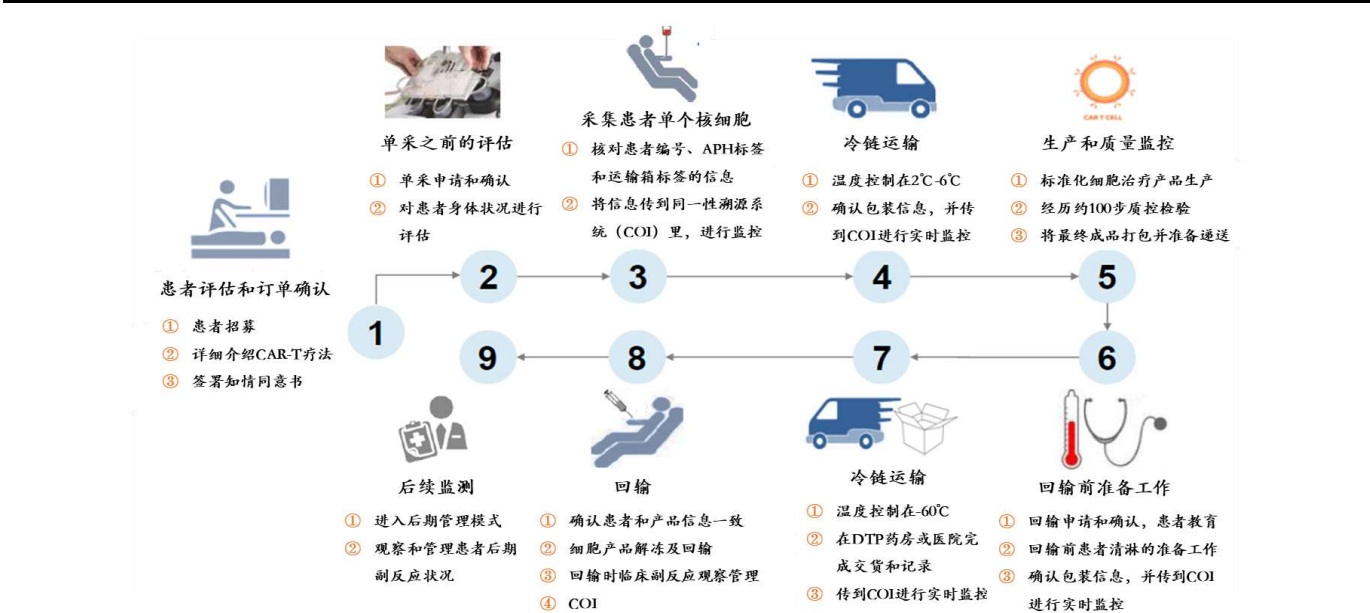 患者评估和订单确认
① 患者招募
② 详细介绍CAR-T疗法
③ 签署知情同意书
1
单采之前的评估
① 单采申请和确认
② 对患者身体状况进行
评估
2
采集患者单个核细胞
① 核对患者编号、APH标签
和运输箱标签的信息
② 将信息传到同一性溯源系
统（COI）里，进行监控
3
冷链运输
① 温度控制在2℃-6℃
② 确认包装信息，并传
到COI进行实时监控
4
CAR T CELL
生产和质量监控
① 标准化细胞治疗产品生产
② 经历约100步质控检验
③ 将最终成品打包并准备递送
5
6
回输前准备工作
① 回输申请和确认，患者教育
② 回输前患者清淋的准备工作
③ 确认包装信息，并传到COI
进行实时监控
7
冷链运输
① 温度控制在-60℃
② 在DTP药房或医院完
成交货和记录
③ 传到COI进行实时监控
8
回输
① 确认患者和产品信息一致
② 细胞产品解冻及回输
③ 回输时临床副反应观察管理
④ COI
9
后续监测
① 进入后期管理模式
② 观察和管理患者后期
副反应状况